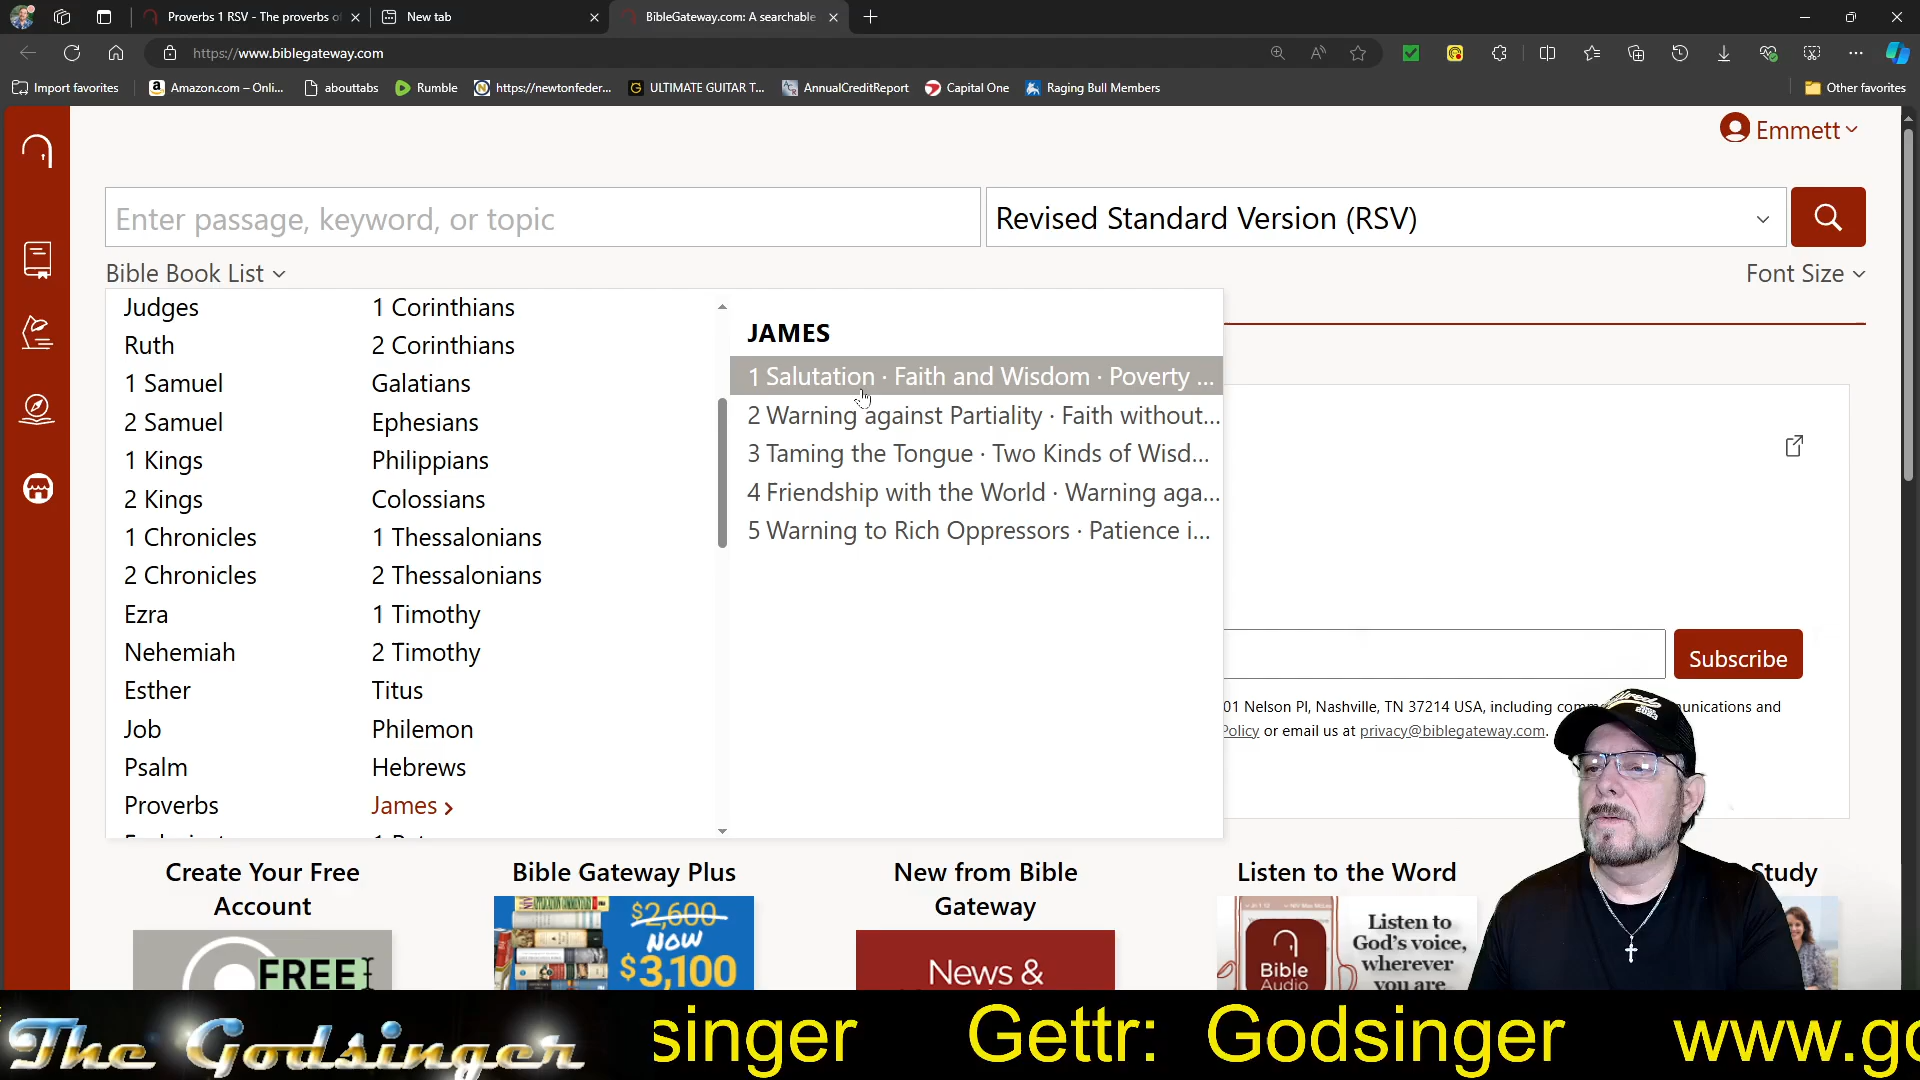 Proverbs 1 RSV - The proverbs of
New tab
BibleGateway.com: A searchable
https://www.biblegateway.com
Import favorites
Amazon.com – Onli...
abouttabs
Rumble
https://newtonfeder...
ULTIMATE GUITAR T...
AnnualCreditReport
Capital One
Raging Bull Members
Other favorites
Emmett
Enter passage, keyword, or topic
Revised Standard Version (RSV)
Bible Book List
Font Size
Judges
1 Corinthians
Ruth
2 Corinthians
1 Samuel
Galatians
2 Samuel
Ephesians
1 Kings
Philippians
2 Kings
Colossians
1 Chronicles
1 Thessalonians
2 Chronicles
2 Thessalonians
Ezra
1 Timothy
Nehemiah
2 Timothy
Esther
Titus
Job
Philemon
Psalm
Hebrews
Proverbs
James
JAMES
1 Salutation · Faith and Wisdom · Poverty ...
2 Warning against Partiality · Faith without...
3 Taming the Tongue · Two Kinds of Wisd...
4 Friendship with the World · Warning aga...
5 Warning to Rich Oppressors · Patience i...
Subscribe
01 Nelson Pl, Nashville, TN 37214 USA, including comm unications and
Policy or email us at privacy@biblegateway.com.
Create Your Free
Account
FREE
Bible Gateway Plus
$2,600
NOW
$3,100
New from Bible
Gateway
News &
Listen to the Word
Bible
Audio
Listen to
God's voice,
wherever
you are
Study
The Godsinger
singer Gettr: Godsinger www.go